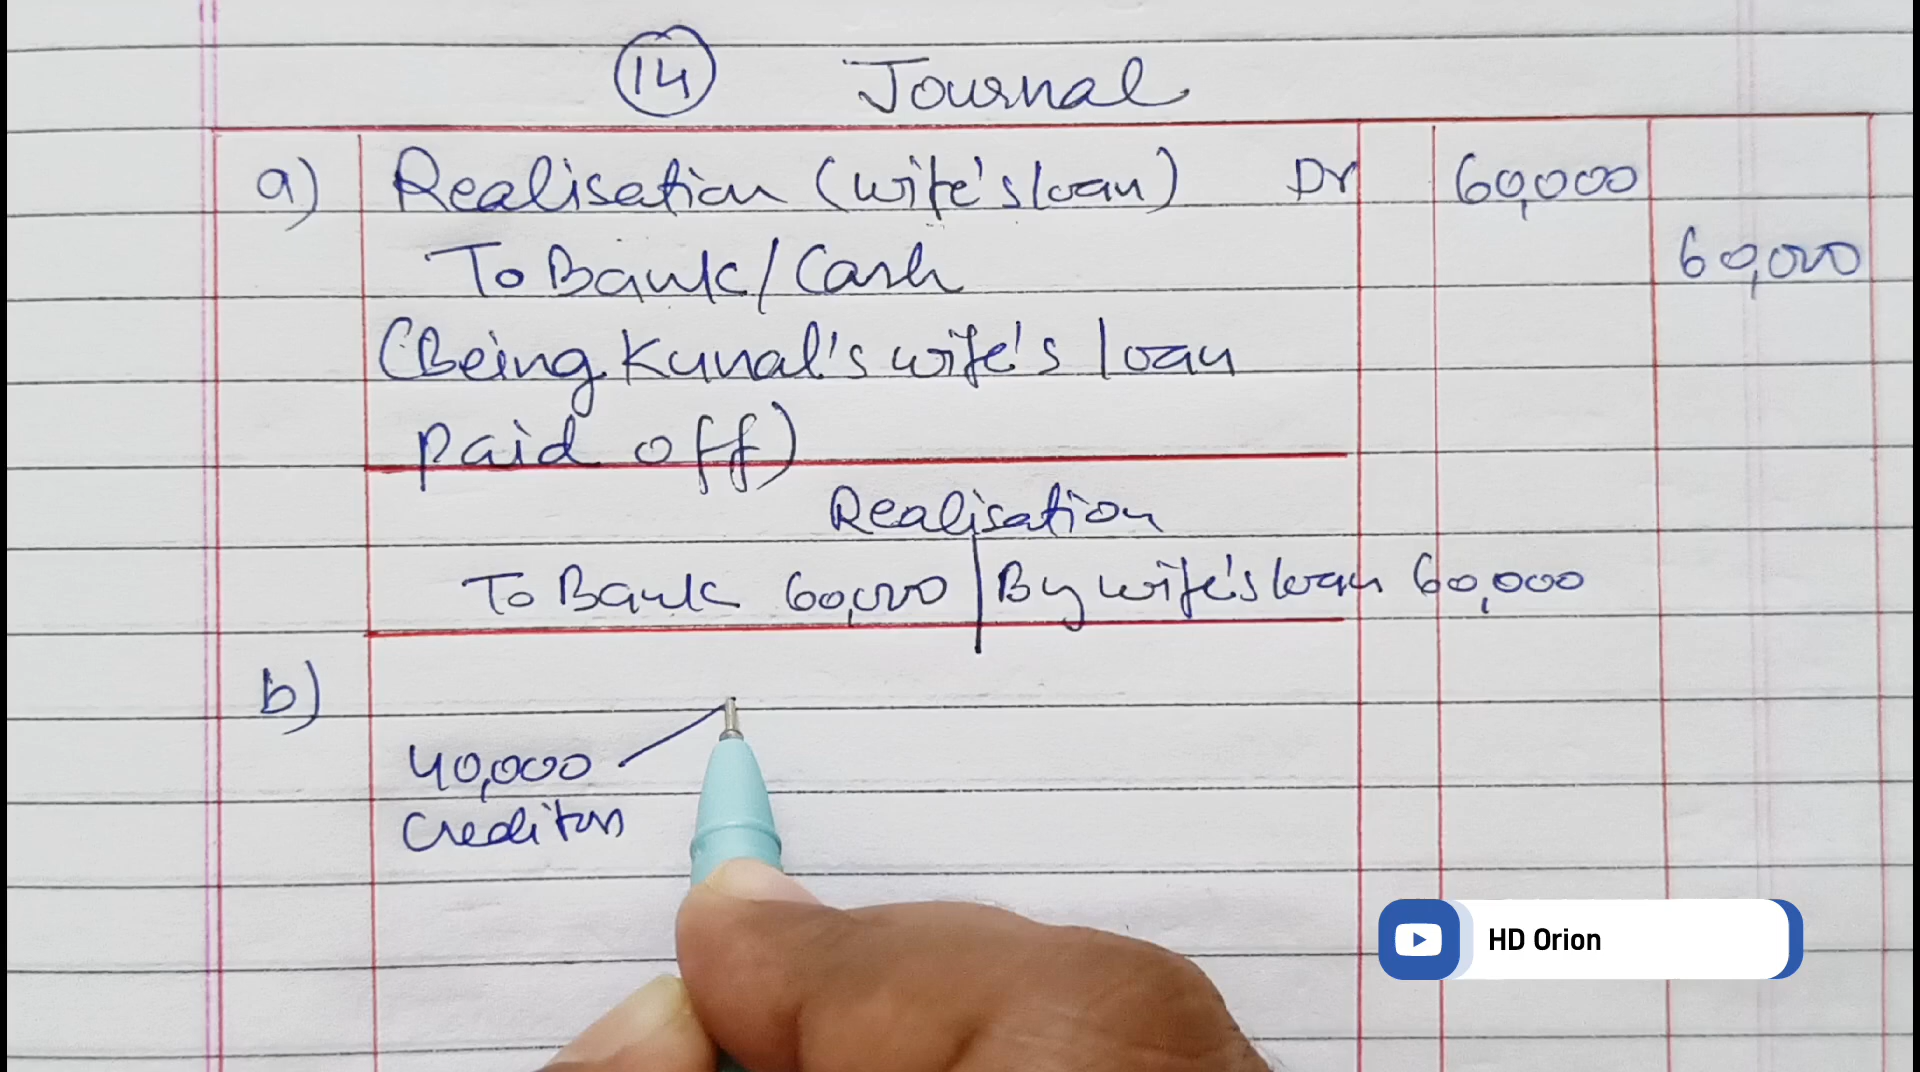 14 Journal
a) Realisation (wife's loan) Dr 60,000
To Bank/Cash 60,000
(Being Kunal's wife's loan
paid off)
Realisation
To Bank 60,000 By wife's loan 60,000
b)
40,000
Creditors
HD Orion